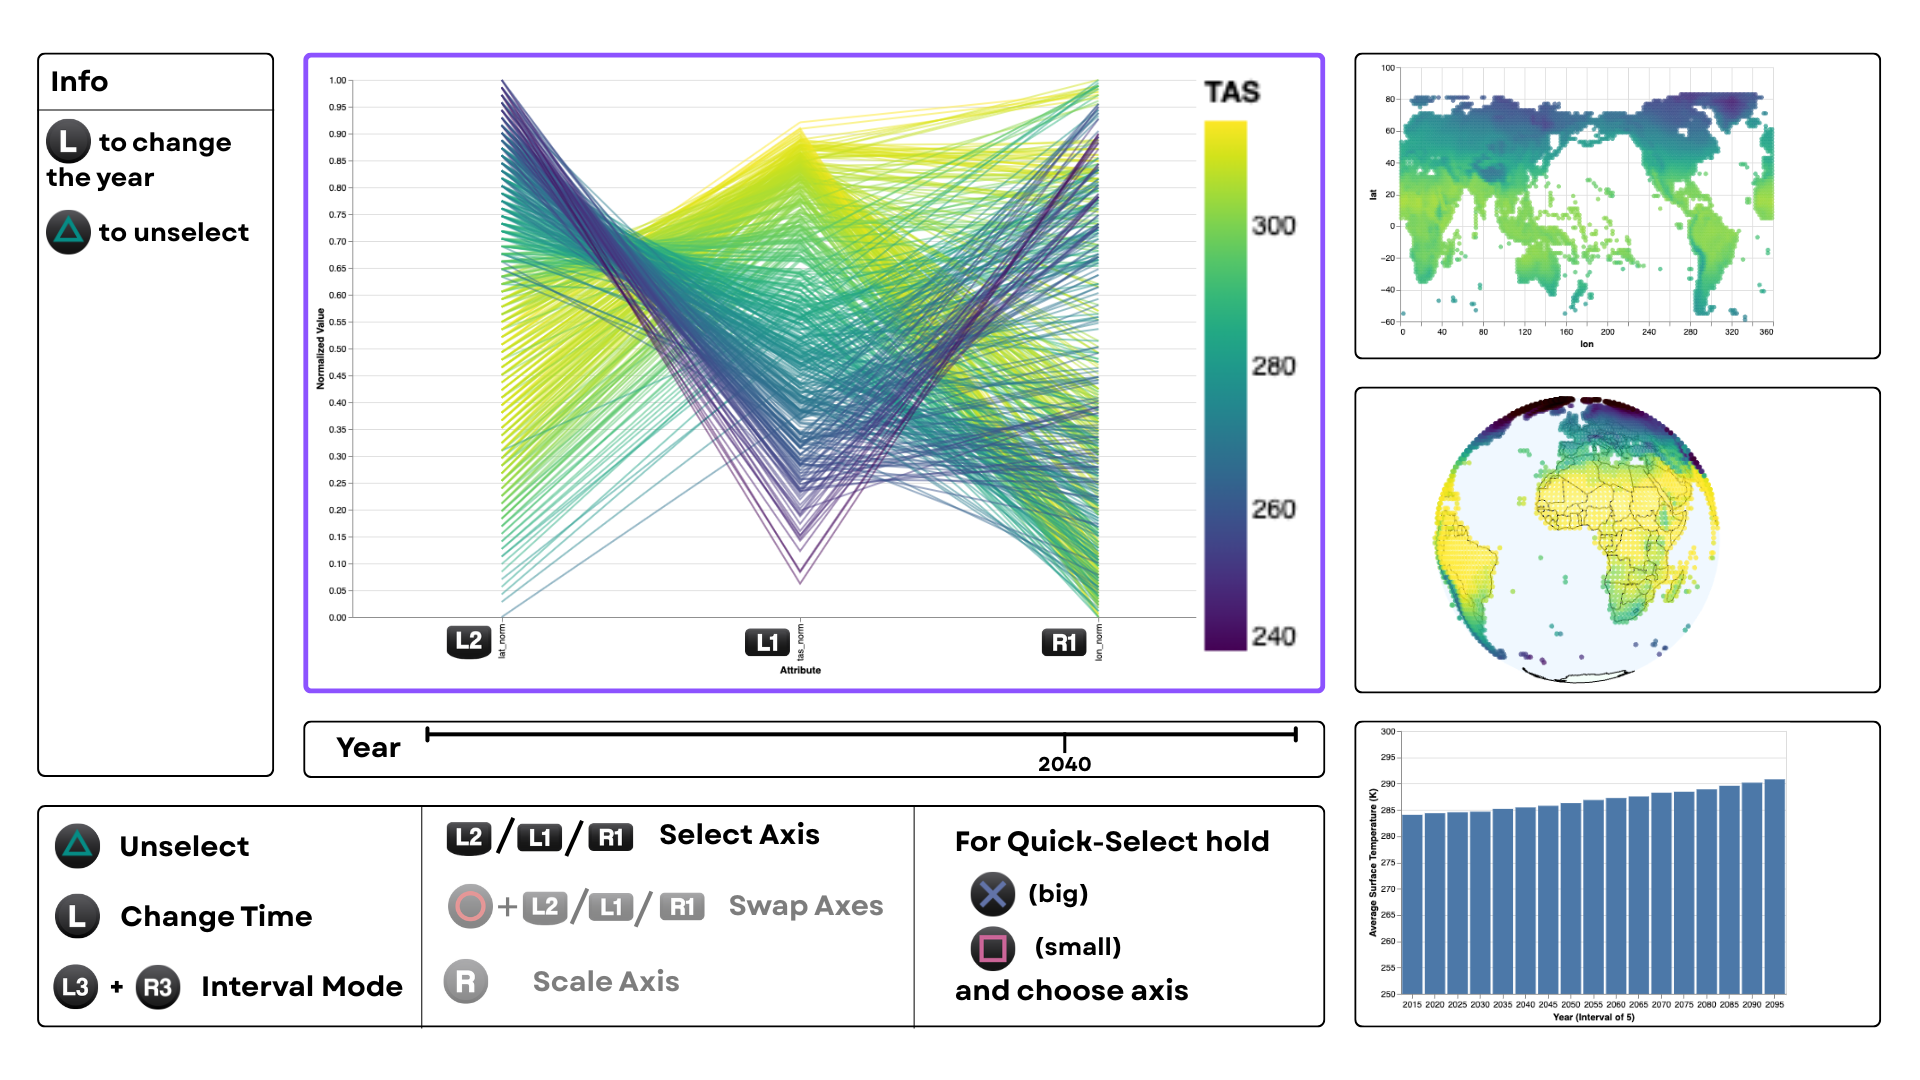 Info
L to change
the year
to unselect
1.00
0.95
0.90
0.85
0.80
0.75
0.70
0.65
0.60
0.55
0.50
0.45
0.40
0.35
0.30
0.25
0.20
0.15
0.10
0.05
0.00
Normalized Value
L2 lat_norm
L1 tas_norm
R1 lon_norm
Attribute
TAS
300
280
260
240
100
80
60
40
20
0
−20
−40
−60
lat
0 40 80 120 160 200 240 280 320 360
lon
Year
2040
300
295
290
285
280
275
270
265
260
255
250
Average Surface Temperature (K)
2015 2020 2025 2030 2035 2040 2045 2050 2055 2060 2065 2070 2075 2080 2085 2090 2095
Year (Interval of 5)
Unselect
L Change Time
L3 + R3 Interval Mode
L2 / L1 / R1 Select Axis
+ L2 / L1 / R1 Swap Axes
R Scale Axis
For Quick-Select hold
(big)
(small)
and choose axis